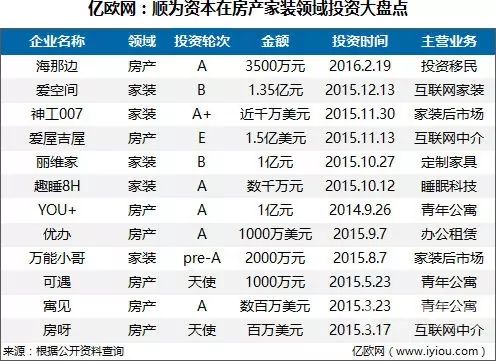 亿欧网：顺为资本在房产家装领域投资大盘点
企业名称 领域 投资轮次 金额 投资时间 主营业务
海那边 房产 A 3500万元 2016.2.19 投资移民
爱空间 家装 B 1.35亿元 2015.12.13 互联网家装
神工007 家装 A+ 近千万美元 2015.11.30 家装后市场
爱屋吉屋 房产 E 1.5亿美元 2015.11.13 互联网中介
丽维家 家装 B 1亿元 2015.10.27 定制家具
趣睡8H 家装 A 数千万元 2015.10.12 睡眠科技
YOU+ 房产 A 1亿元 2014.9.26 青年公寓
优办 房产 A 1000万美元 2015.9.7 办公租赁
万能小哥 家装 pre-A 2000万元 2015.8.7 家装后市场
可遇 房产 天使 1000万元 2015.5.23 青年公寓
寓见 房产 A 数百万美元 2015.3.23 青年公寓
房呀 房产 天使 百万美元 2015.3.17 互联网中介
来源：根据公开资料查询 亿欧网（www.iyiou.com）